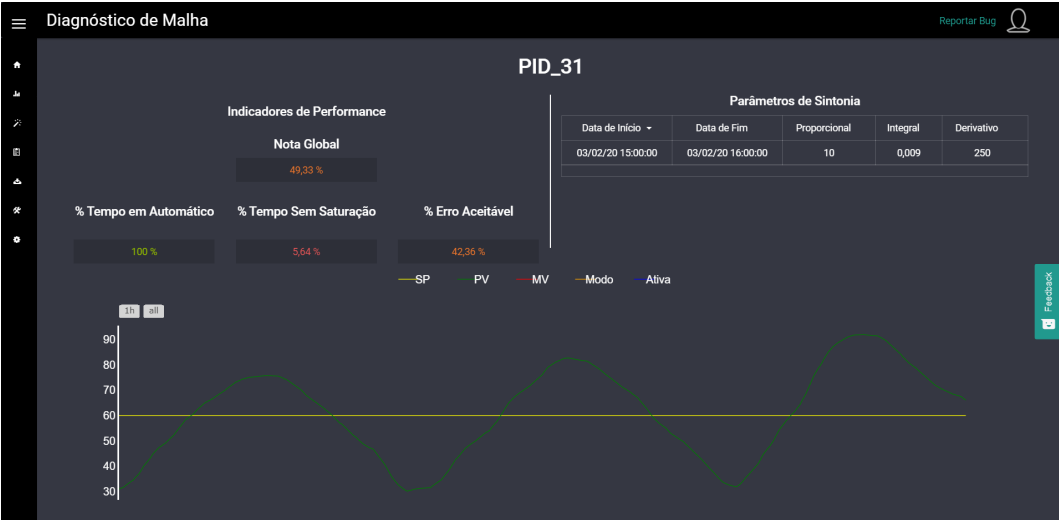 Diagnóstico de Malha
Reportar Bug
PID_31
Indicadores de Performance
Nota Global
49,33 %
% Tempo em Automático
% Tempo Sem Saturação
% Erro Aceitável
100 %
5,64 %
42,36 %
Parâmetros de Sintonia
Data de Início
Data de Fim
Proporcional
Integral
Derivativo
03/02/20 15:00:00
03/02/20 16:00:00
10
0,009
250
SP
PV
MV
Modo
Ativa
Feedback
1h
all
90
80
70
60
50
40
30